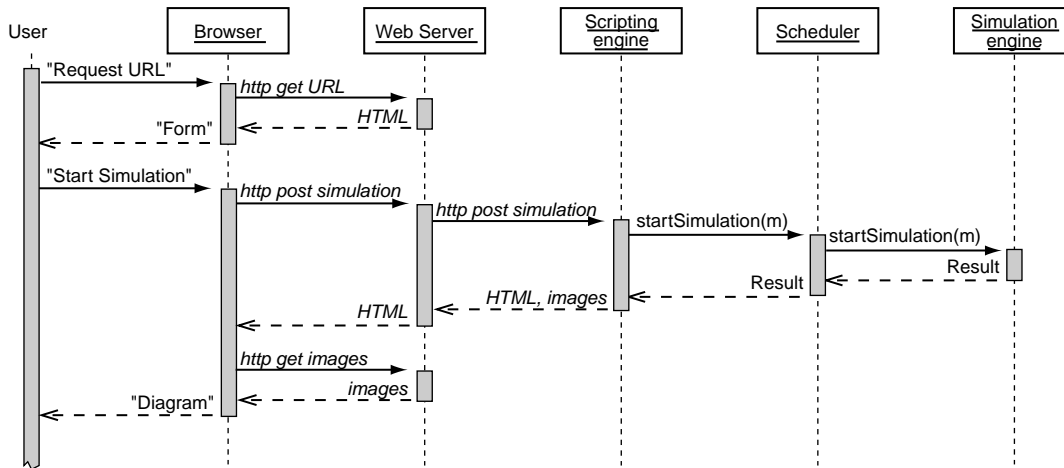 User
Browser
Web Server
Scripting
engine
Scheduler
Simulation
engine
"Request URL"
http get URL
HTML
"Form"
"Start Simulation"
http post simulation
http post simulation
startSimulation(m)
startSimulation(m)
Result
Result
HTML, images
HTML
http get images
images
"Diagram"